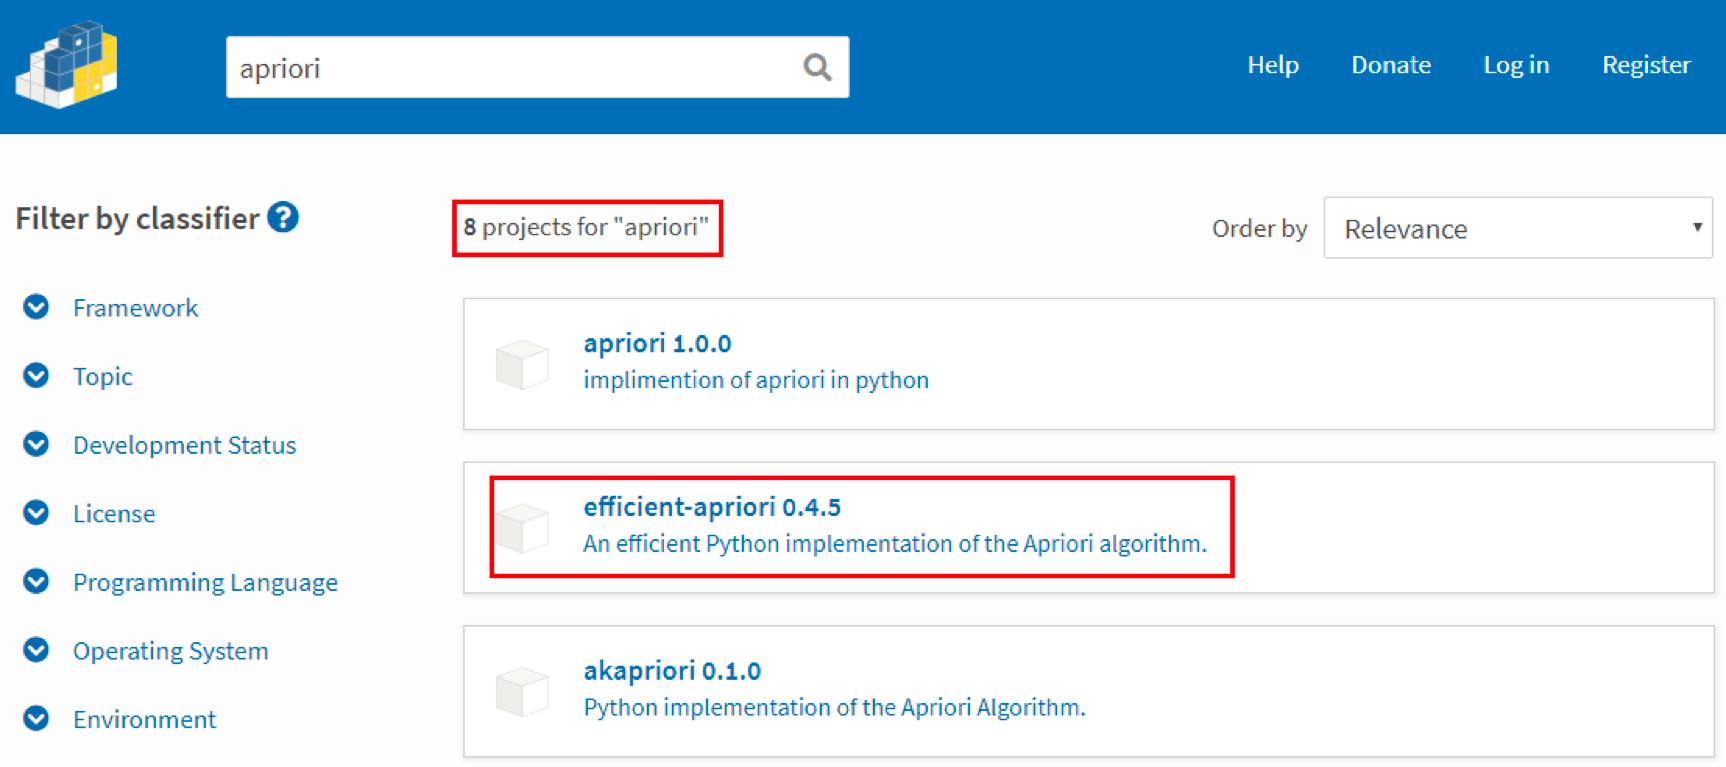 apriori
Help
Donate
Log in
Register
Filter by classifier ?
Framework
Topic
Development Status
License
Programming Language
Operating System
Environment
8 projects for "apriori"
Order by
Relevance
apriori 1.0.0
implimention of apriori in python
efficient-apriori 0.4.5
An efficient Python implementation of the Apriori algorithm.
akapriori 0.1.0
Python implementation of the Apriori Algorithm.